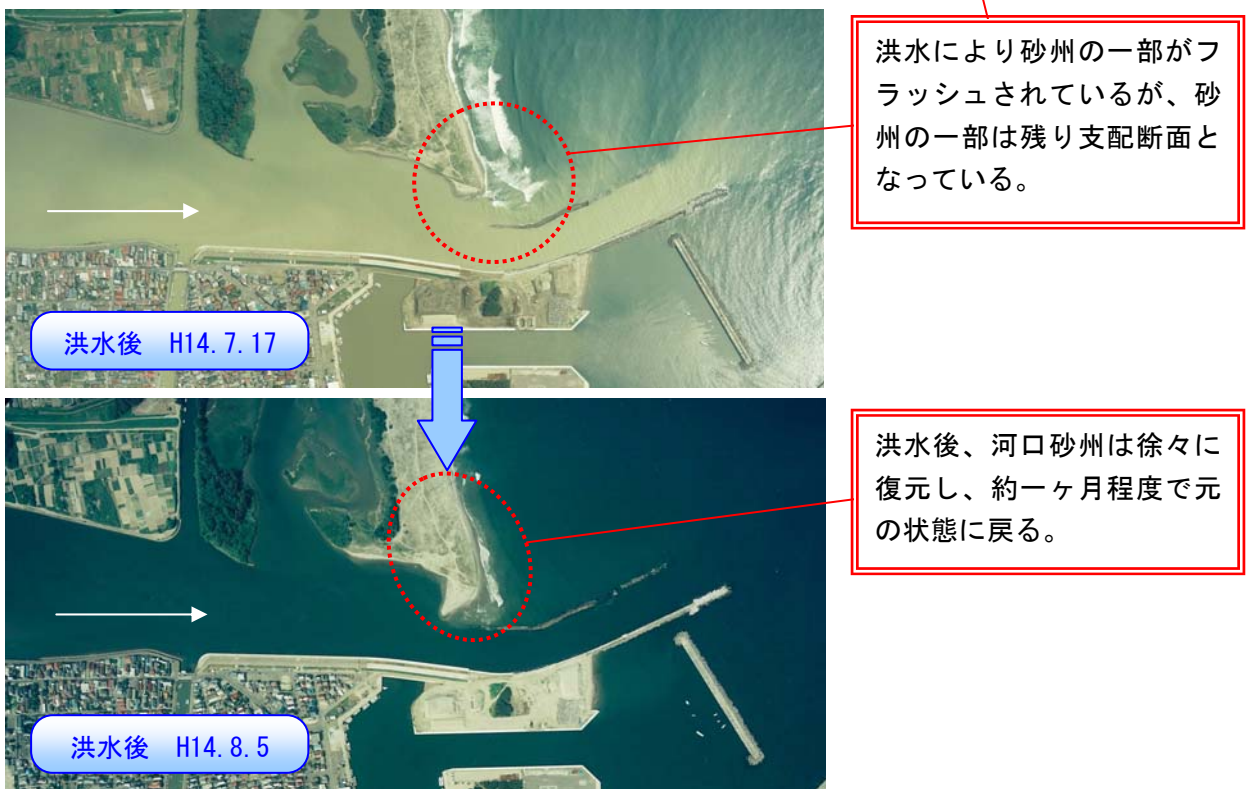 洪水により砂州の一部がフ
ラッシュされているが、砂
州の一部は残り支配断面と
なっている。
洪水後 H14.7.17
洪水後、河口砂州は徐々に
復元し、約一ヶ月程度で元
の状態に戻る。
洪水後 H14.8.5